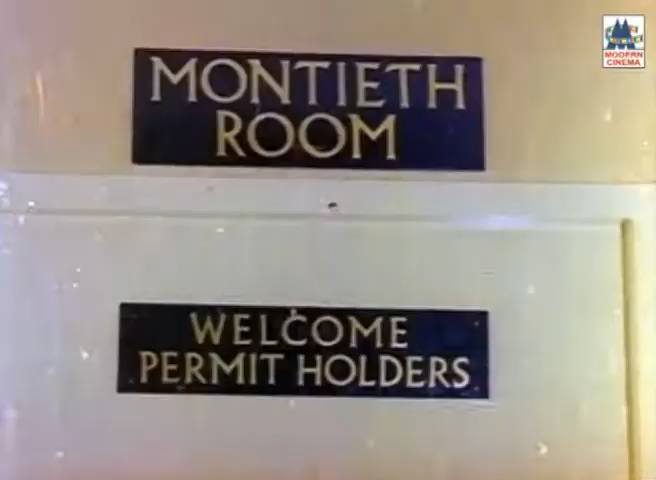 MONTIETH
ROOM
WELCOME
PERMIT HOLDERS
MODERN
CINEMA